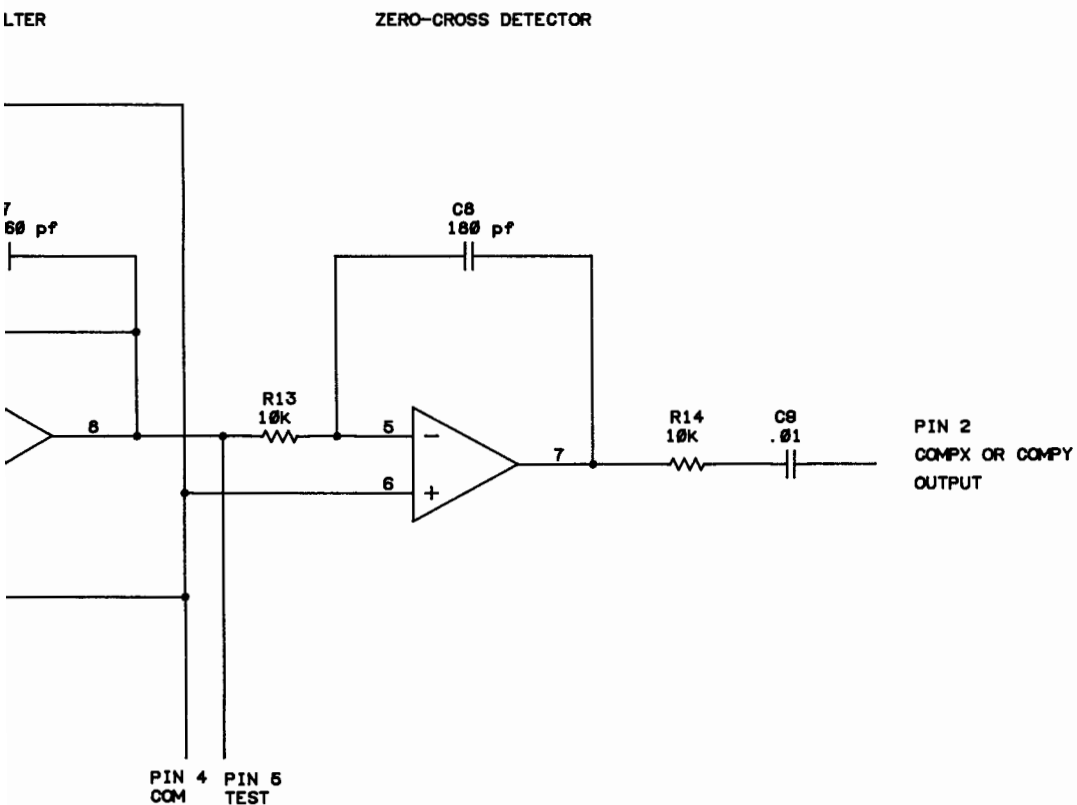 LTER
ZERO-CROSS DETECTOR
7
60 pf
C8
180 pf
R13
10K
8
5
6
7
R14
10K
C9
.01
PIN 2
COMPX OR COMPY
OUTPUT
PIN 4
COM
PIN 5
TEST